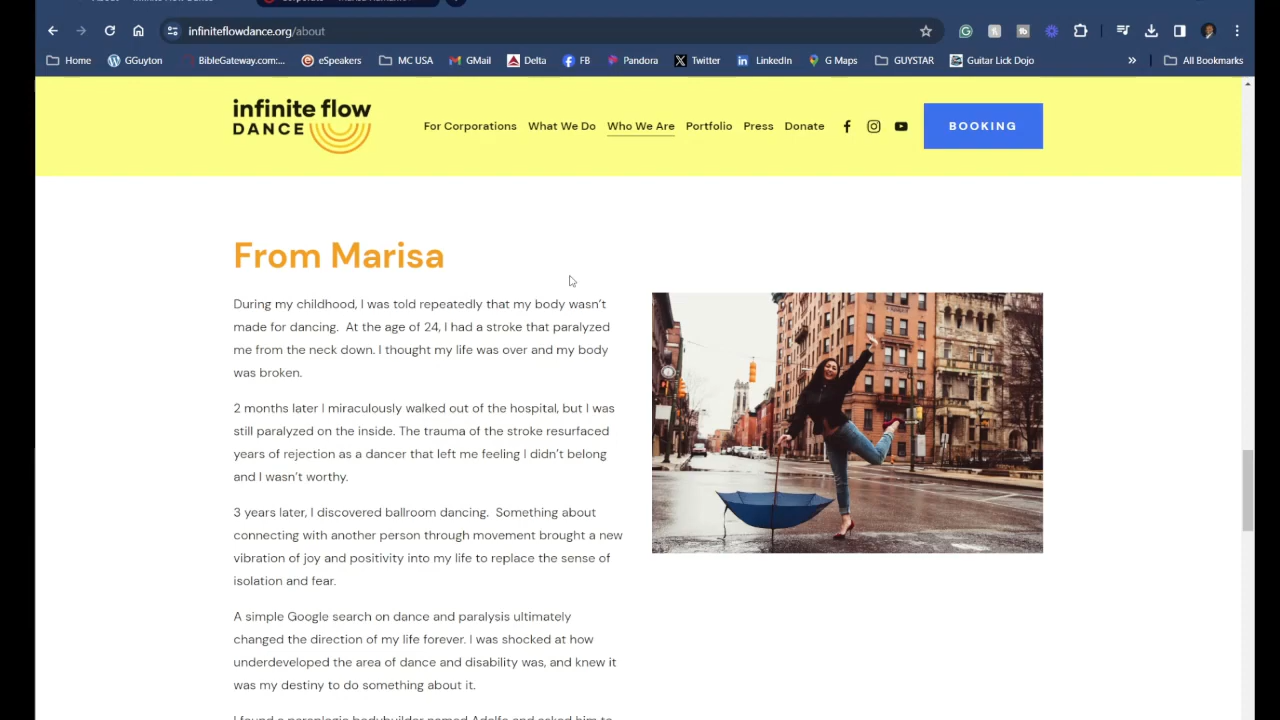 infiniteflowdance.org/about
Home GGuyton BibleGateway.com:... eSpeakers MC USA GMail Delta FB Pandora Twitter LinkedIn G Maps GUYSTAR Guitar Lick Dojo » All Bookmarks
infinite flow
DANCE
For Corporations What We Do Who We Are Portfolio Press Donate BOOKING
From Marisa
During my childhood, I was told repeatedly that my body wasn't
made for dancing. At the age of 24, I had a stroke that paralyzed
me from the neck down. I thought my life was over and my body
was broken.
2 months later I miraculously walked out of the hospital, but I was
still paralyzed on the inside. The trauma of the stroke resurfaced
years of rejection as a dancer that left me feeling I didn't belong
and I wasn't worthy.
3 years later, I discovered ballroom dancing. Something about
connecting with another person through movement brought a new
vibration of joy and positivity into my life to replace the sense of
isolation and fear.
A simple Google search on dance and paralysis ultimately
changed the direction of my life forever. I was shocked at how
underdeveloped the area of dance and disability was, and knew it
was my destiny to do something about it.
I found a paraplegic bodybuilder named Adolfo and asked him to